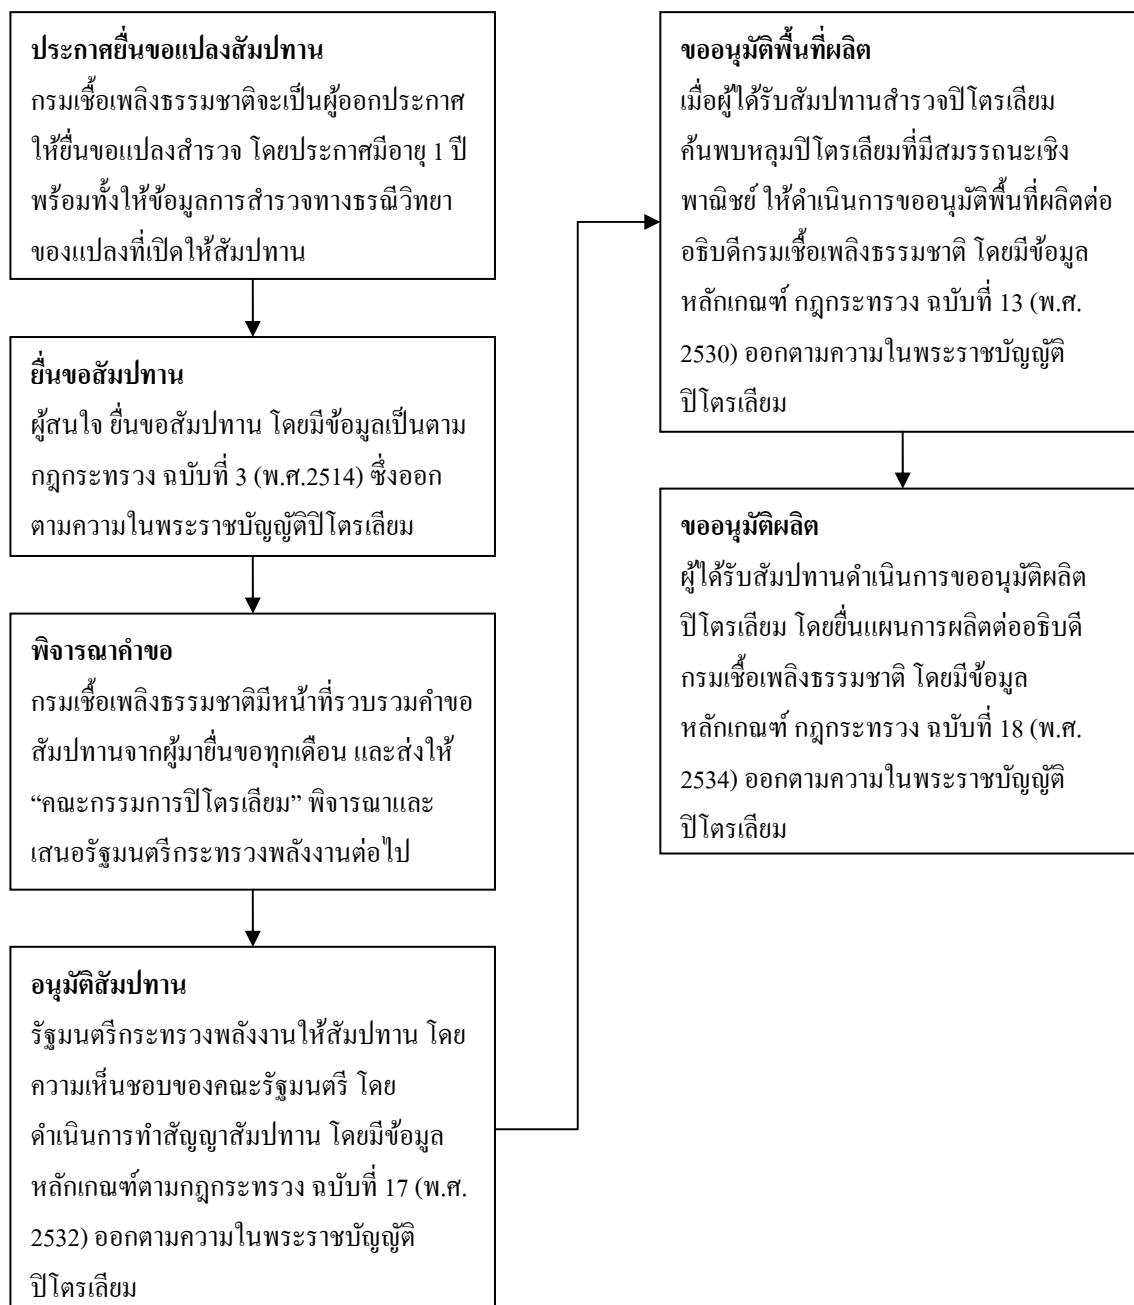 ประกาศยื่นขอแปลงสัมปทาน
กรมเชื้อเพลิงธรรมชาติจะเป็นผู้ออกประกาศ
ให้ยื่นขอแปลงสำรวจ โดยประกาศมีอายุ 1 ปี
พร้อมทั้งให้ข้อมูลการสำรวจทางธรณีวิทยา
ของแปลงที่เปิดให้สัมปทาน
ยื่นขอสัมปทาน
ผู้สนใจ ยื่นขอสัมปทาน โดยมีข้อมูลเป็นตาม
กฎกระทรวง ฉบับที่ 3 (พ.ศ.2514) ซึ่งออก
ตามความในพระราชบัญญัติปิโตรเลียม
พิจารณาคำขอ
กรมเชื้อเพลิงธรรมชาติมีหน้าที่รวบรวมคำขอ
สัมปทานจากผู้มายื่นขอทุกเดือน และส่งให้
“คณะกรรมการปิโตรเลียม” พิจารณาและ
เสนอรัฐมนตรีกระทรวงพลังงานต่อไป
อนุมัติสัมปทาน
รัฐมนตรีกระทรวงพลังงานให้สัมปทาน โดย
ความเห็นชอบของคณะรัฐมนตรี โดย
ดำเนินการทำสัญญาสัมปทาน โดยมีข้อมูล
หลักเกณฑ์ตามกฎกระทรวง ฉบับที่ 17 (พ.ศ.
2532) ออกตามความในพระราชบัญญัติ
ปิโตรเลียม
ขออนุมัติพื้นที่ผลิต
เมื่อผู้ได้รับสัมปทานสำรวจปิโตรเลียม
ค้นพบหลุมปิโตรเลียมที่มีสมรรถนะเชิง
พาณิชย์ ให้ดำเนินการขออนุมัติพื้นที่ผลิตต่อ
อธิบดีกรมเชื้อเพลิงธรรมชาติ โดยมีข้อมูล
หลักเกณฑ์ กฎกระทรวง ฉบับที่ 13 (พ.ศ.
2530) ออกตามความในพระราชบัญญัติ
ปิโตรเลียม
ขออนุมัติผลิต
ผู้ได้รับสัมปทานดำเนินการขออนุมัติผลิต
ปิโตรเลียม โดยยื่นแผนการผลิตต่ออธิบดี
กรมเชื้อเพลิงธรรมชาติ โดยมีข้อมูล
หลักเกณฑ์ กฎกระทรวง ฉบับที่ 18 (พ.ศ.
2534) ออกตามความในพระราชบัญญัติ
ปิโตรเลียม